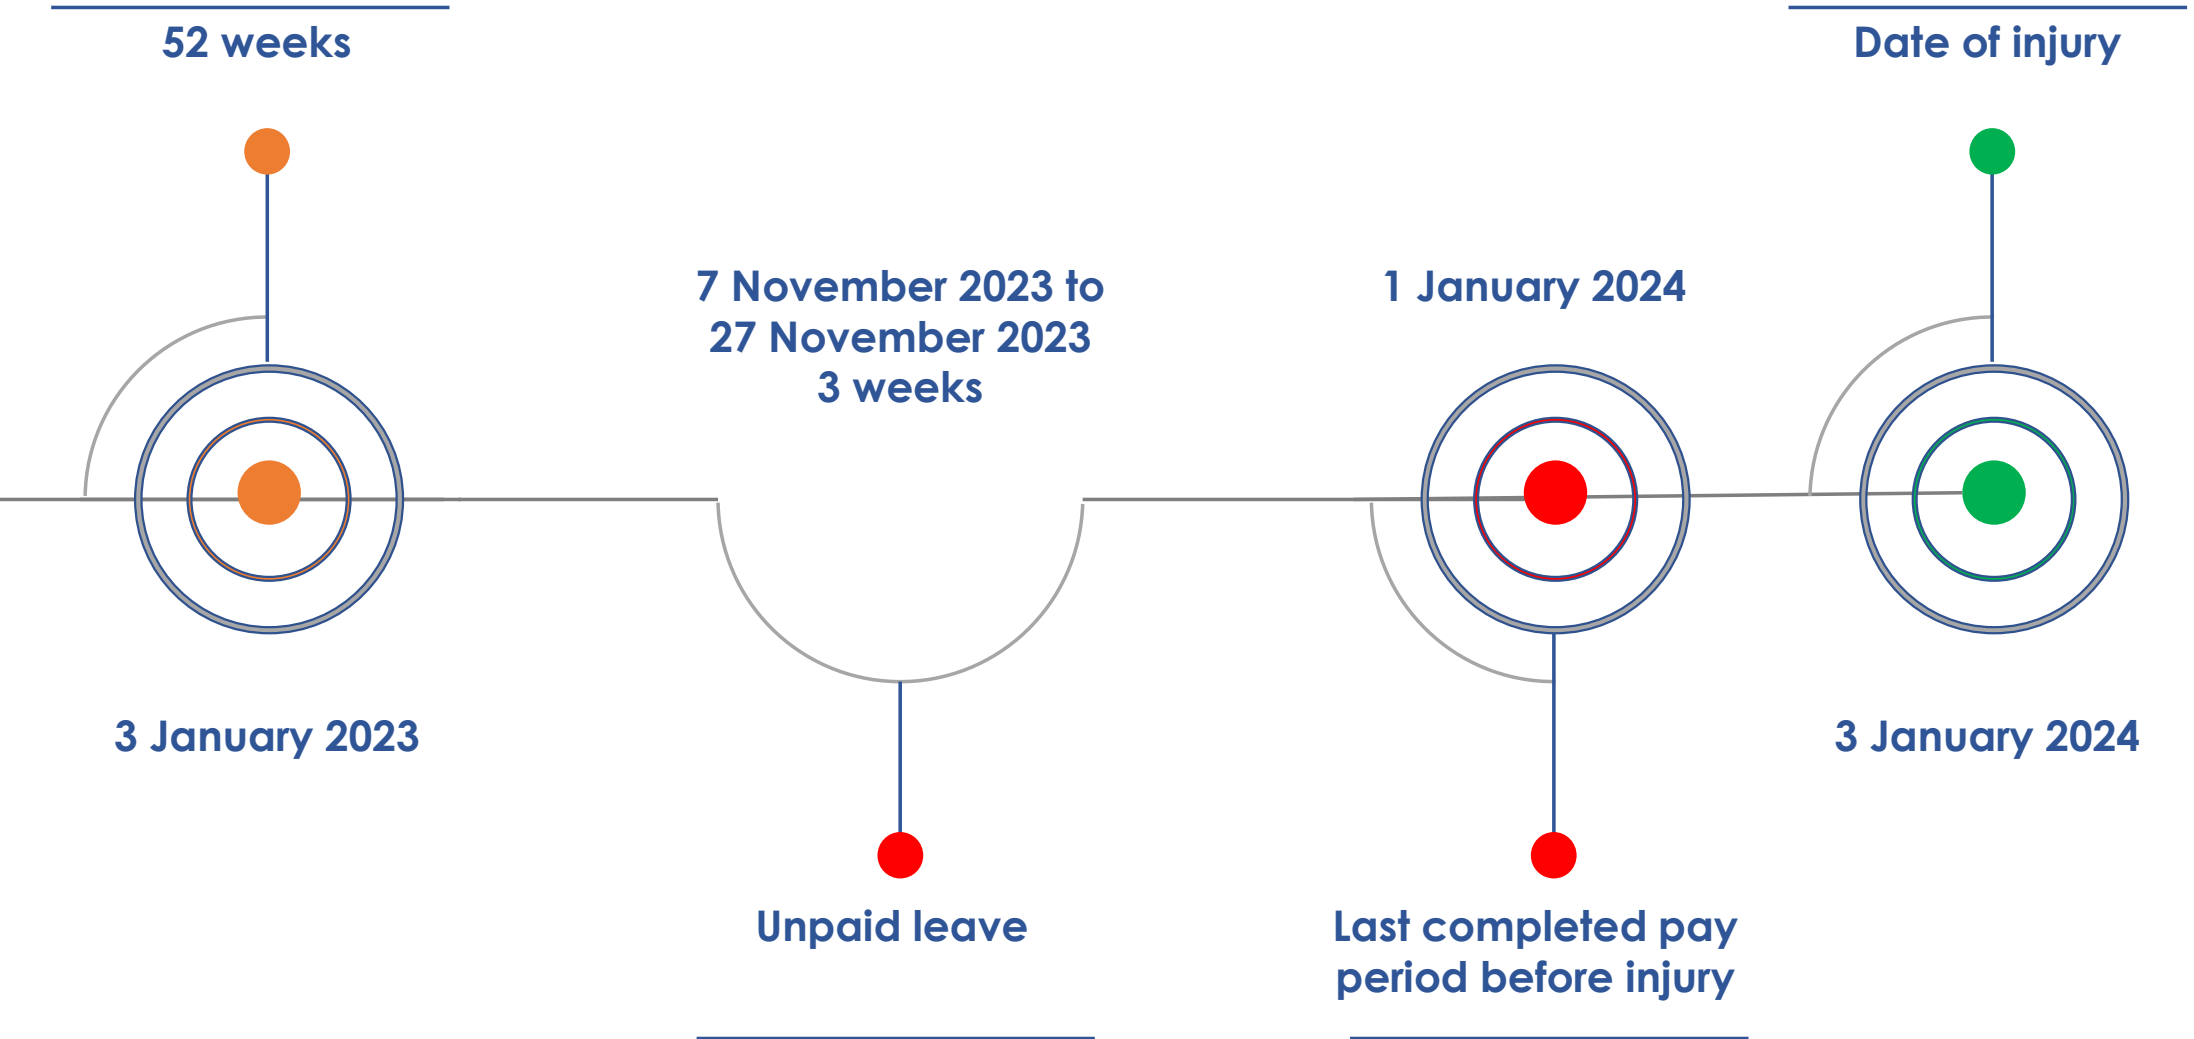 52 weeks
Date of injury
7 November 2023 to
27 November 2023
3 weeks
1 January 2024
3 January 2023
3 January 2024
Unpaid leave
Last completed pay
period before injury